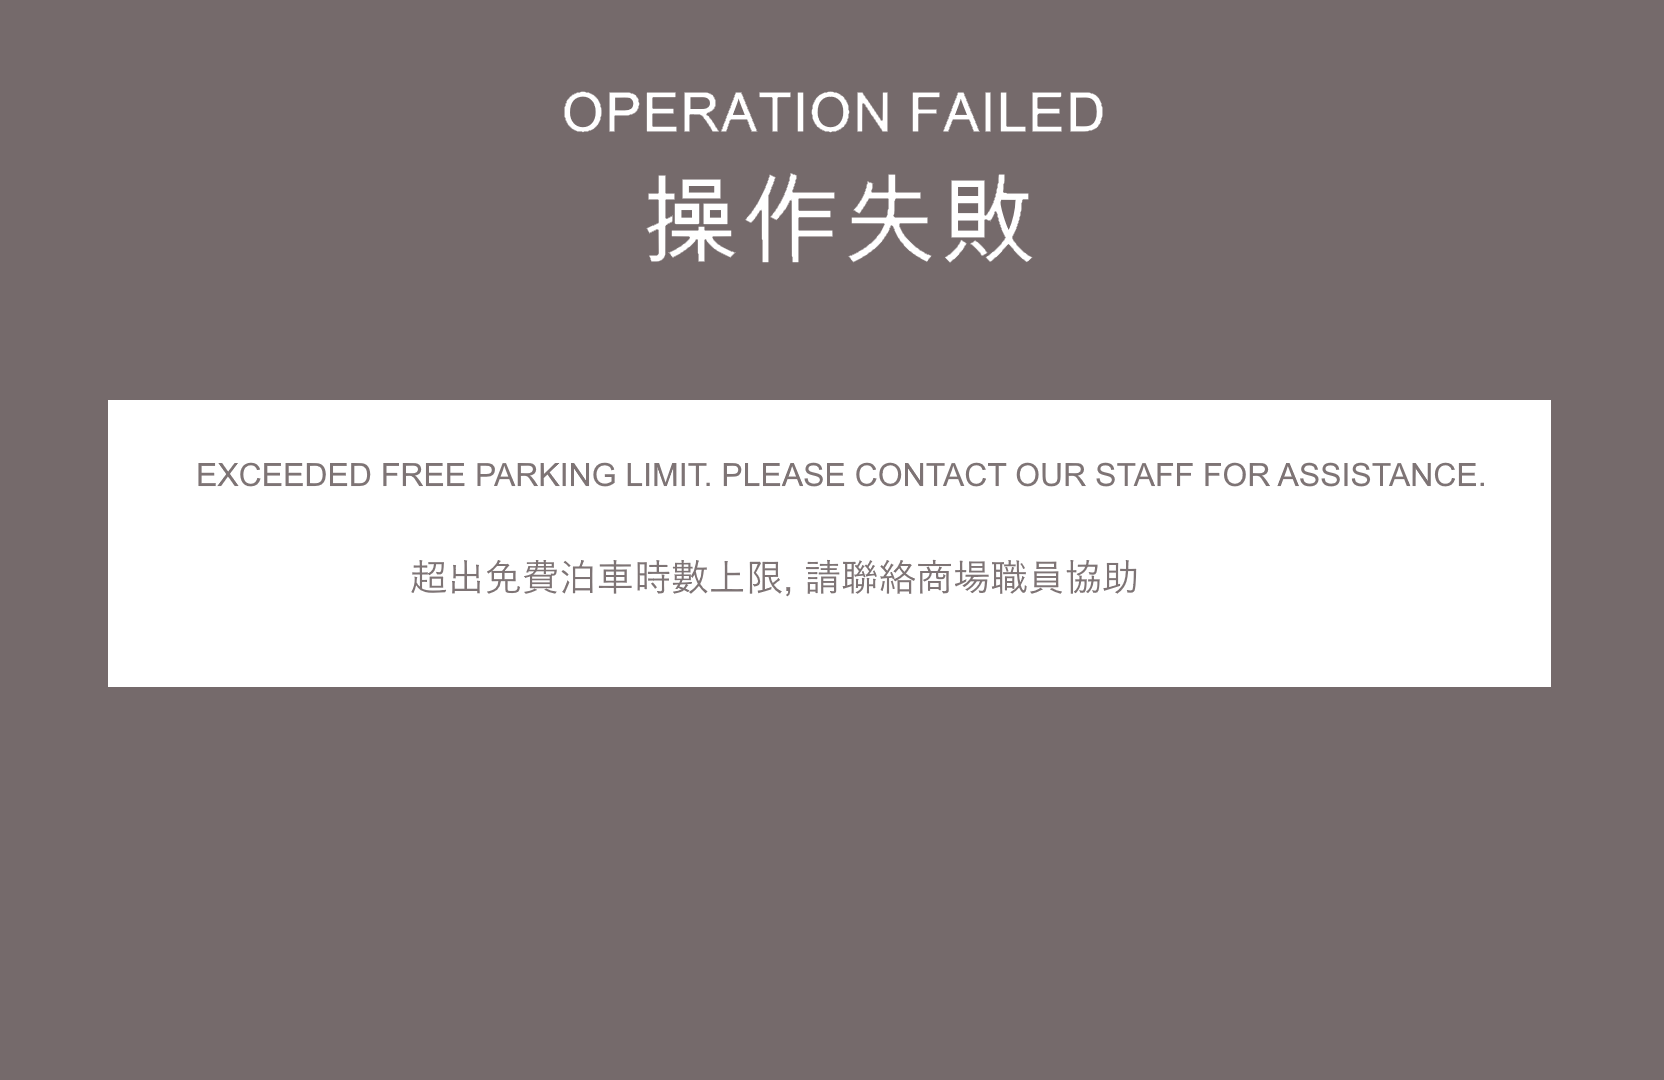 OPERATION FAILED
操作失敗
EXCEEDED FREE PARKING LIMIT. PLEASE CONTACT OUR STAFF FOR ASSISTANCE.
超出免費泊車時數上限, 請聯絡商場職員協助